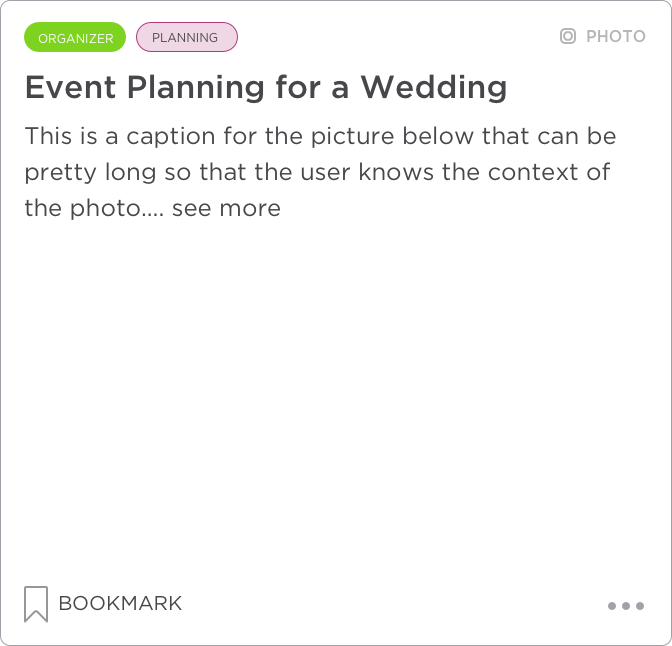 ORGANIZER PLANNING PHOTO
Event Planning for a Wedding
This is a caption for the picture below that can be
pretty long so that the user knows the context of
the photo.... see more
BOOKMARK